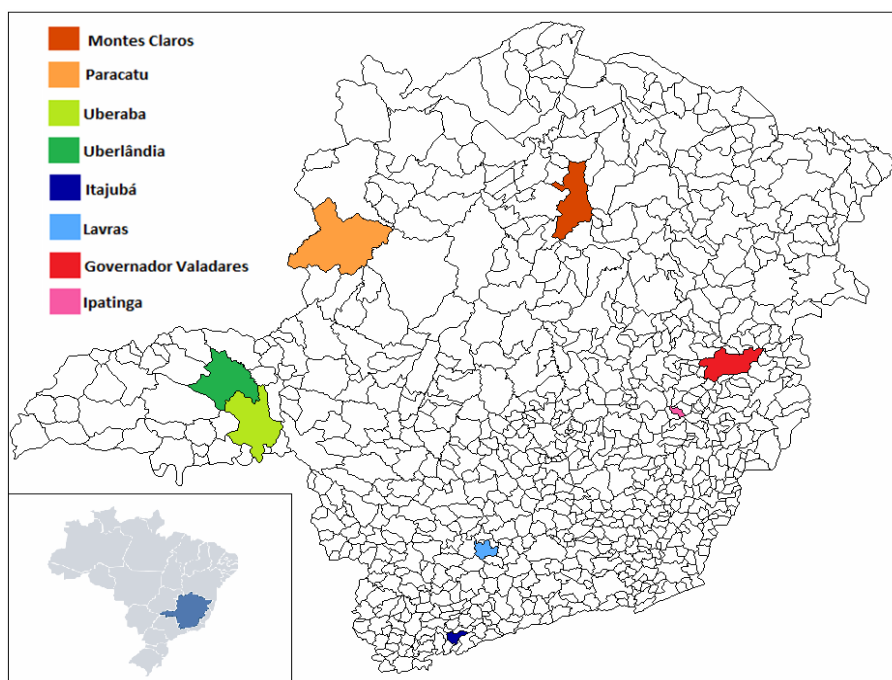 Montes Claros
Paracatu
Uberaba
Uberlândia
Itajubá
Lavras
Governador Valadares
Ipatinga